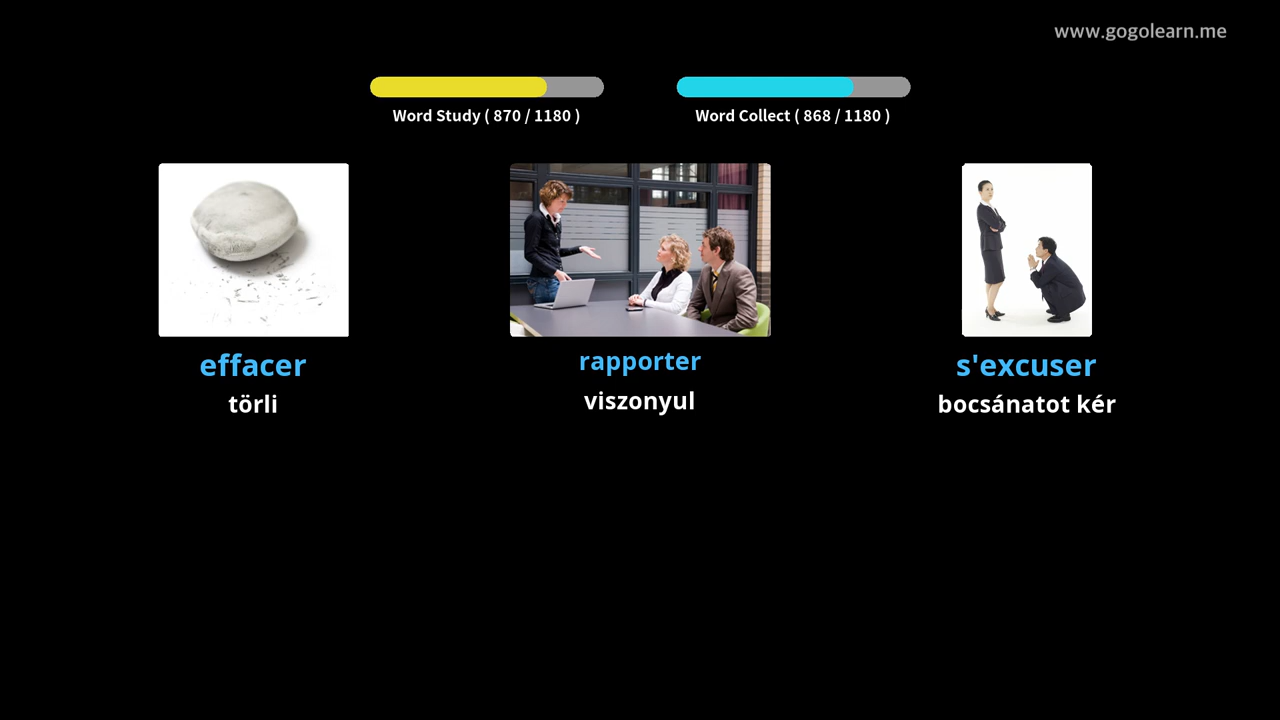 www.gogolearn.me
Word Study ( 870 / 1180 )
Word Collect ( 868 / 1180 )
effacer
törli
rapporter
viszonyul
s'excuser
bocsánatot kér